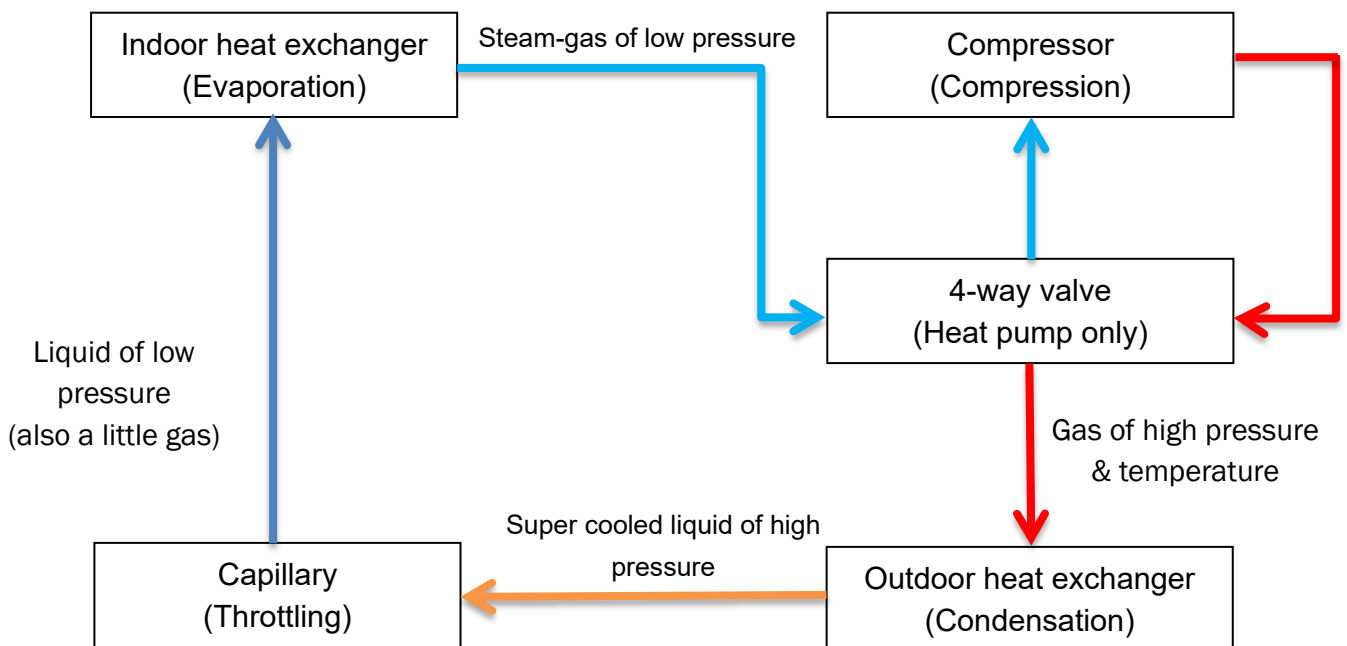 Indoor heat exchanger
(Evaporation)
Steam-gas of low pressure
Compressor
(Compression)
4-way valve
(Heat pump only)
Liquid of low
pressure
(also a little gas)
Gas of high pressure
& temperature
Super cooled liquid of high
pressure
Capillary
(Throttling)
Outdoor heat exchanger
(Condensation)